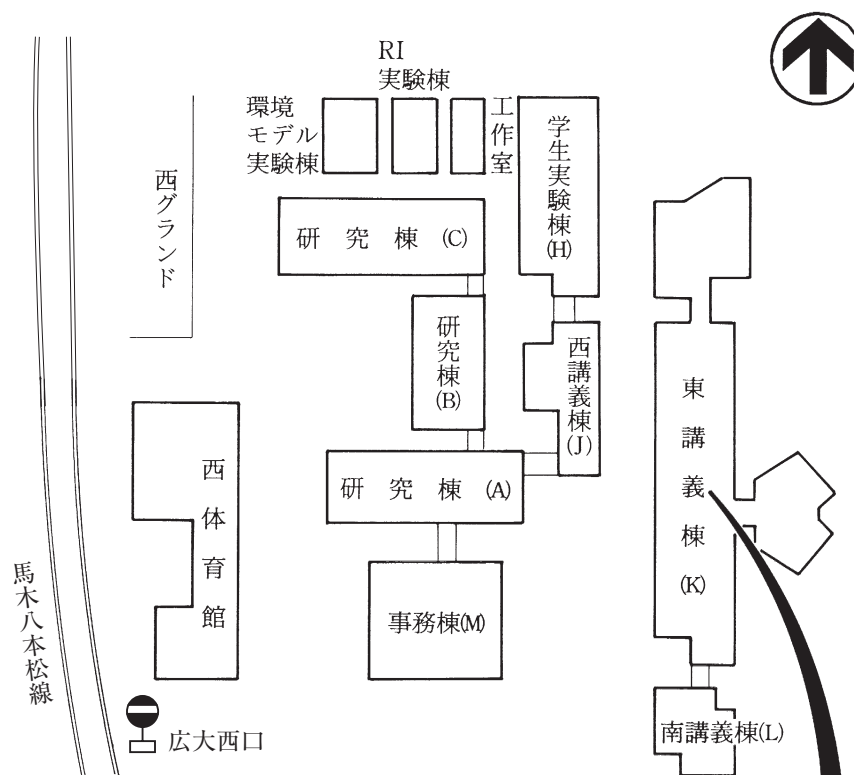 RI
実験棟
環境
モデル
実験棟
工作室
学生実験棟(H)
西グランド
研究棟(C)
研究棟(B)
西講義棟(J)
東講義棟(K)
研究棟(A)
西体育館
事務棟(M)
馬木八本松線
広大西口
南講義棟(L)